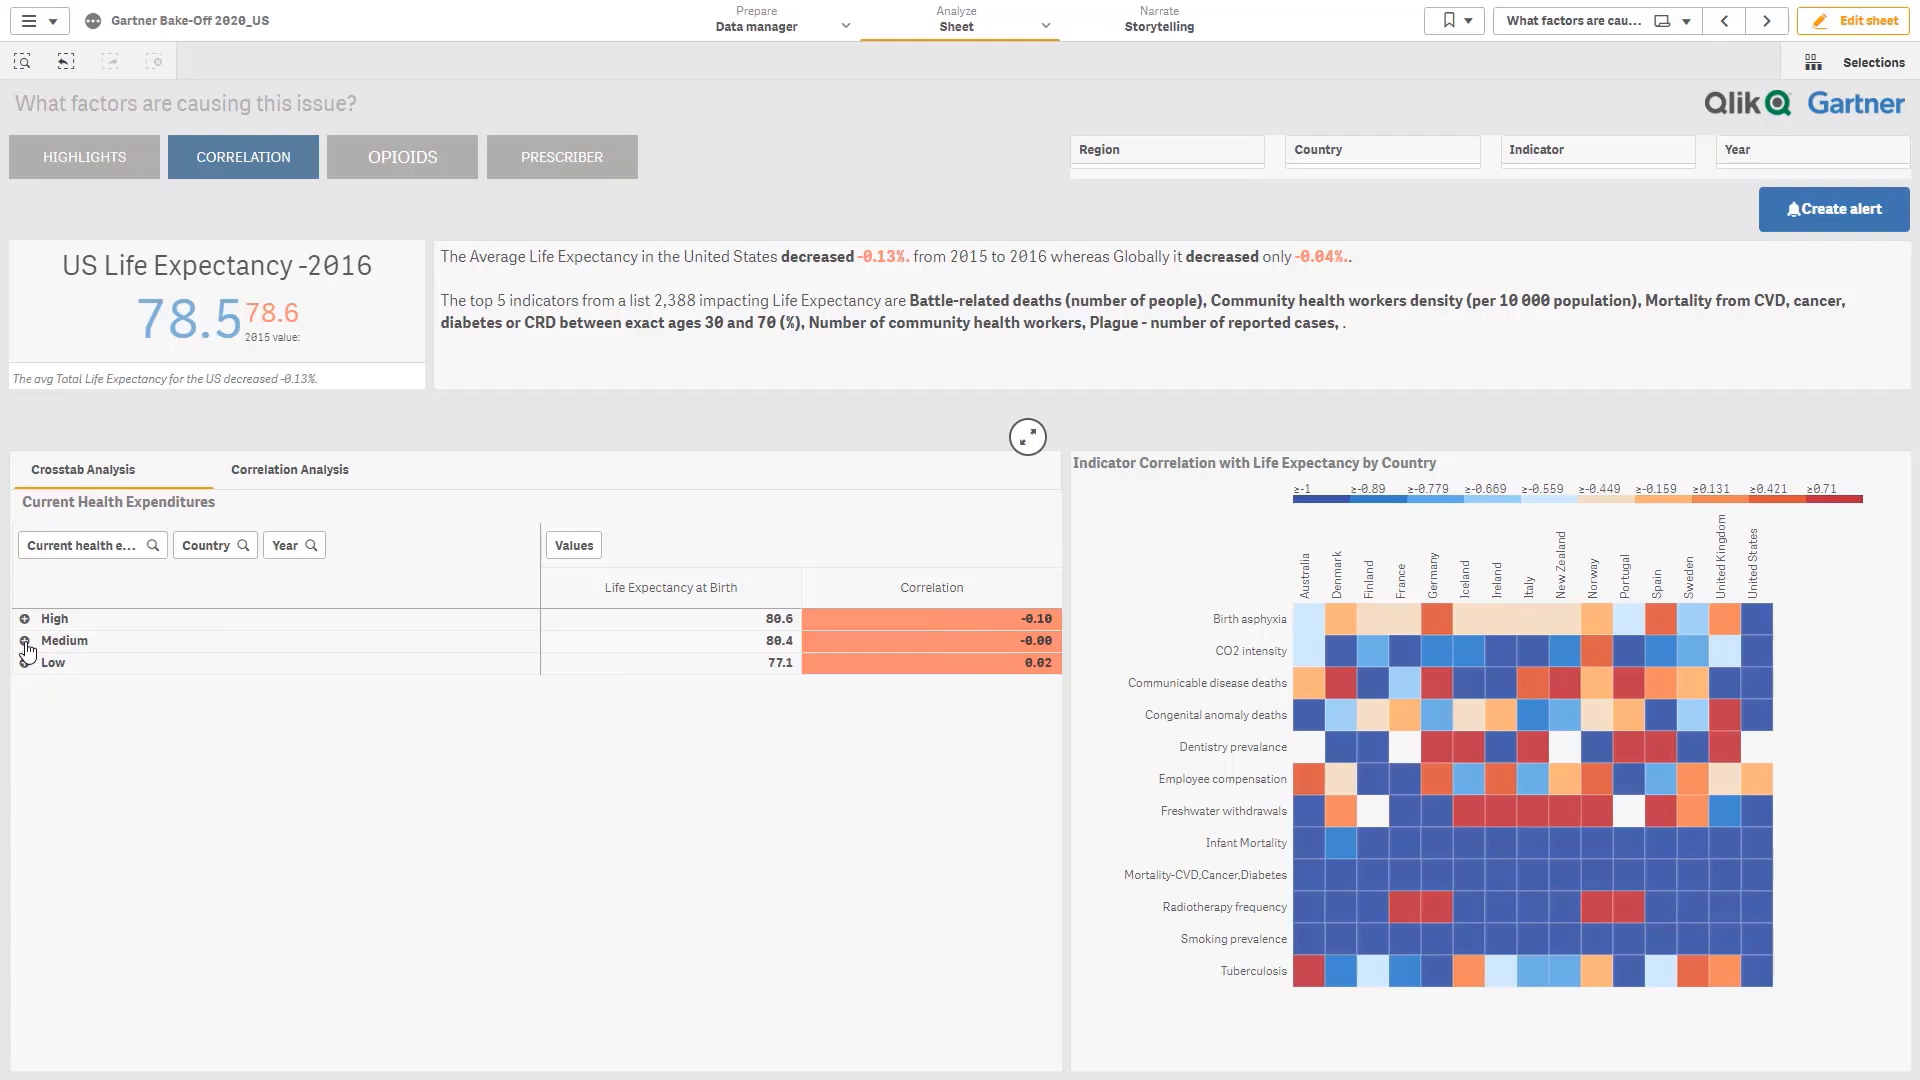 Gartner Bake-Off 2020_US
Prepare
Data manager
Analyze
Sheet
Narrate
Storytelling
What factors are cau...
Edit sheet
Selections
What factors are causing this issue?
Qlik Gartner
HIGHLIGHTS
CORRELATION
OPIOIDS
PRESCRIBER
Region
Country
Indicator
Year
Create alert
US Life Expectancy -2016
78.5 78.6
2015 value:
The avg Total Life Expectancy for the US decreased -0.13%.
The Average Life Expectancy in the United States decreased -0.13%. from 2015 to 2016 whereas Globally it decreased only -0.04%..
The top 5 indicators from a list 2,388 impacting Life Expectancy are Battle-related deaths (number of people), Community health workers density (per 10 000 population), Mortality from CVD, cancer,
diabetes or CRD between exact ages 30 and 70 (%), Number of community health workers, Plague - number of reported cases, .
Crosstab Analysis
Correlation Analysis
Current Health Expenditures
Current health e...
Country
Year
Values
Life Expectancy at Birth
Correlation
High 80.6 -0.10
Medium 80.4 -0.00
Low 77.1 0.02
Indicator Correlation with Life Expectancy by Country
≥-1 ≥-0.89 ≥-0.779 ≥-0.669 ≥-0.559 ≥-0.449 ≥-0.159 ≥0.131 ≥0.421 ≥0.71
Australia
Denmark
Finland
France
Germany
Iceland
Ireland
Italy
New Zealand
Norway
Portugal
Spain
Sweden
United Kingdom
United States
Birth asphyxia
CO2 intensity
Communicable disease deaths
Congenital anomaly deaths
Dentistry prevalance
Employee compensation
Freshwater withdrawals
Infant Mortality
Mortality-CVD,Cancer,Diabetes
Radiotherapy frequency
Smoking prevalence
Tuberculosis